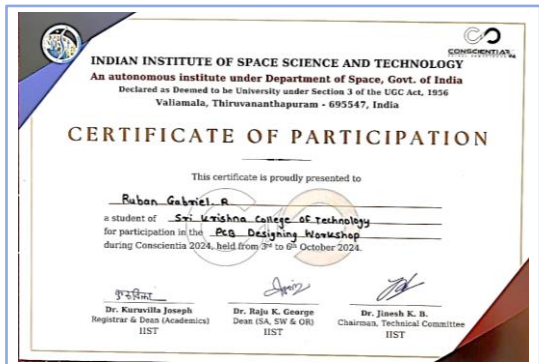 CONSCIENTIA
INDIAN INSTITUTE OF SPACE SCIENCE AND TECHNOLOGY
An autonomous institute under Department of Space, Govt. of India
Declared as Deemed to be University under Section 3 of the UGC Act, 1956
Valiamala, Thiruvananthapuram - 695547, India
CERTIFICATE OF PARTICIPATION
This certificate is proudly presented to
Ruban Gabriel. R
a student of Sri Krishna College OF Technology
for participation in the PCB Designing Workshop
during Conscientia 2024, held from 3rd to 6th October 2024.
Dr. Kuruvilla Joseph
Registrar & Dean (Academics)
IIST
Dr. Raju K. George
Dean (SA, SW & OR)
IIST
Dr. Jinesh K. B.
Chairman, Technical Committee
IIST